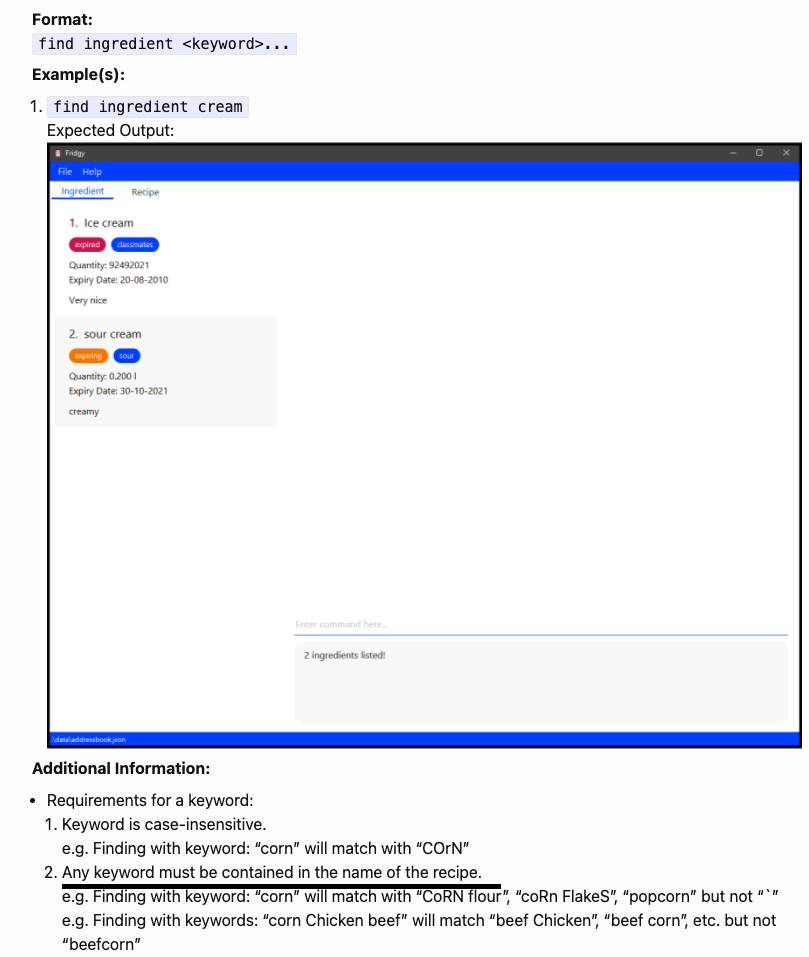 Format:
find ingredient <keyword>...
Example(s):
1. find ingredient cream
Expected Output:
Fridgy
File Help
Ingredient Recipe
1. Ice cream
expired classmates
Quantity: 92492021
Expiry Date: 20-08-2010
Very nice
2. sour cream
expiring sour
Quantity: 0.200 l
Expiry Date: 30-10-2021
creamy
Enter command here...
2 ingredients listed!
.\data\addressbook.json
Additional Information:
• Requirements for a keyword:
1. Keyword is case-insensitive.
e.g. Finding with keyword: “corn” will match with “COrN”
2. Any keyword must be contained in the name of the recipe.
e.g. Finding with keyword: “corn” will match with “CoRN flour”, “coRn FlakeS”, “popcorn” but not “`”
e.g. Finding with keywords: “corn Chicken beef” will match “beef Chicken”, “beef corn”, etc. but not
“beefcorn”